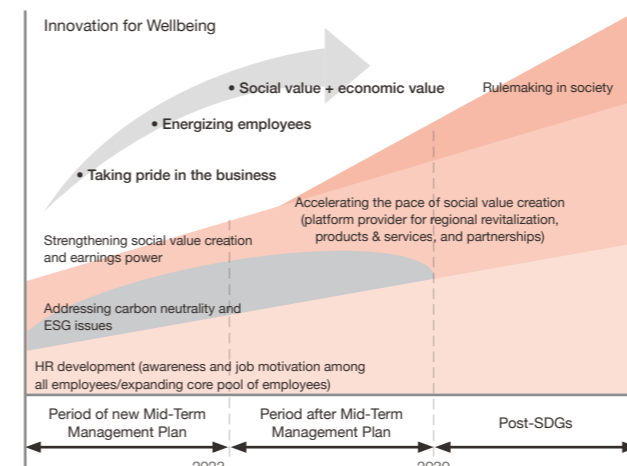 Innovation for Wellbeing
• Social value + economic value
Rulemaking in society
• Energizing employees
• Taking pride in the business
Accelerating the pace of social value creation
(platform provider for regional revitalization,
products & services, and partnerships)
Strengthening social value creation
and earnings power
Addressing carbon neutrality and
ESG issues
HR development (awareness and job motivation among
all employees/expanding core pool of employees)
Period of new Mid-Term
Management Plan
Period after Mid-Term
Management Plan
Post-SDGs